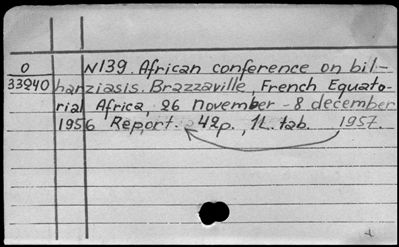 0 N139. African conference on bil-
33240 harziasis. Brazzaville, French Equato-
rial Africa, 26 november - 8 december
1956 Report. 42p., 1L. tab. 1957.